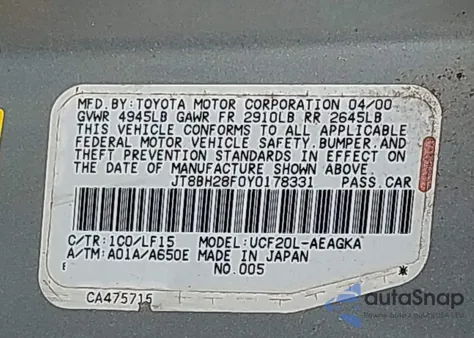 MFD. BY: TOYOTA MOTOR CORPORATION 04/00
GVWR 4945LB GAWR FR 2910LB RR 2645LB
THIS VEHICLE CONFORMS TO ALL APPLICABLE
FEDERAL MOTOR VEHICLE SAFETY, BUMPER, AND
THEFT PREVENTION STANDARDS IN EFFECT ON
THE DATE OF MANUFACTURE SHOWN ABOVE.
JT8BH28F0Y0178331 PASS. CAR
C/TR: 1C0/LF15 MODEL: UCF20L-AEAGKA
A/TM: A01A/A650E MADE IN JAPAN
NO. 005 *
CA475715
autoSnap